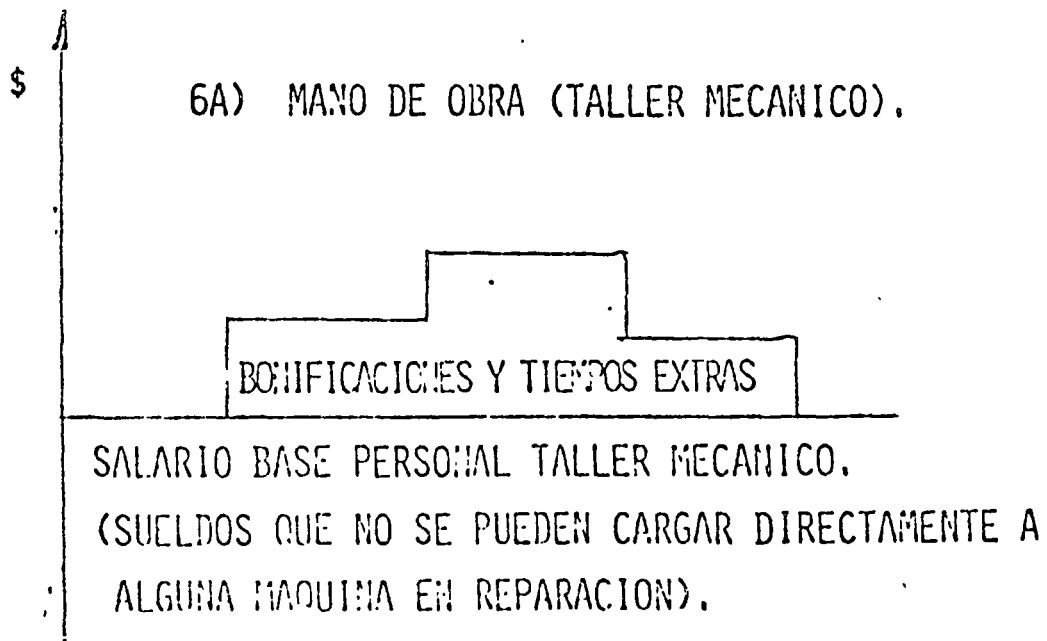 $
6A) MANO DE OBRA (TALLER MECANICO).
BONIFICACIONES Y TIEMPOS EXTRAS
SALARIO BASE PERSONAL TALLER MECANICO.
(SUELDOS QUE NO SE PUEDEN CARGAR DIRECTAMENTE A
ALGUNA MAQUINA EN REPARACION).